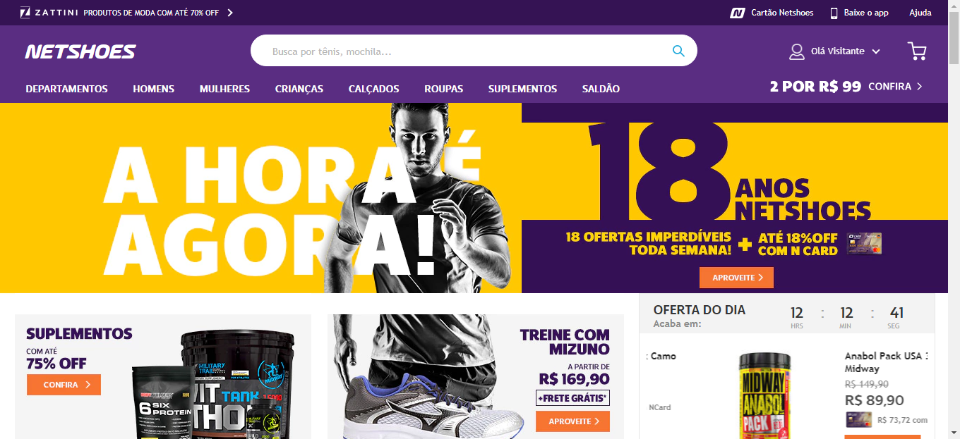 ZATTINI PRODUTOS DE MODA COM ATÉ 70% OFF
Cartão Netshoes
Baixe o app
Ajuda
NETSHOES
Busca por tênis, mochila...
Olá Visitante
DEPARTAMENTOS HOMENS MULHERES CRIANÇAS CALÇADOS ROUPAS SUPLEMENTOS SALDÃO
2 POR R$ 99 CONFIRA
A HORA É
AGORA!
18
ANOS
NETSHOES
18 OFERTAS IMPERDÍVEIS
TODA SEMANA!
+
ATÉ 18%OFF
COM N CARD
APROVEITE
SUPLEMENTOS
COM ATÉ
75% OFF
CONFIRA
6 SIX
PROTEIN
MILITARY
TRAIN
TANK
TREINE COM
MIZUNO
A PARTIR DE
R$ 169,90
+FRETE GRÁTIS*
APROVEITE
OFERTA DO DIA
Acaba em:
12 : 12 : 41
HRS MIN SEG
: Camo
NCard
MIDWAY
ANABOL
PACK
Anabol Pack USA
Midway
R$ 149,90
R$ 89,90
R$ 73,72 com